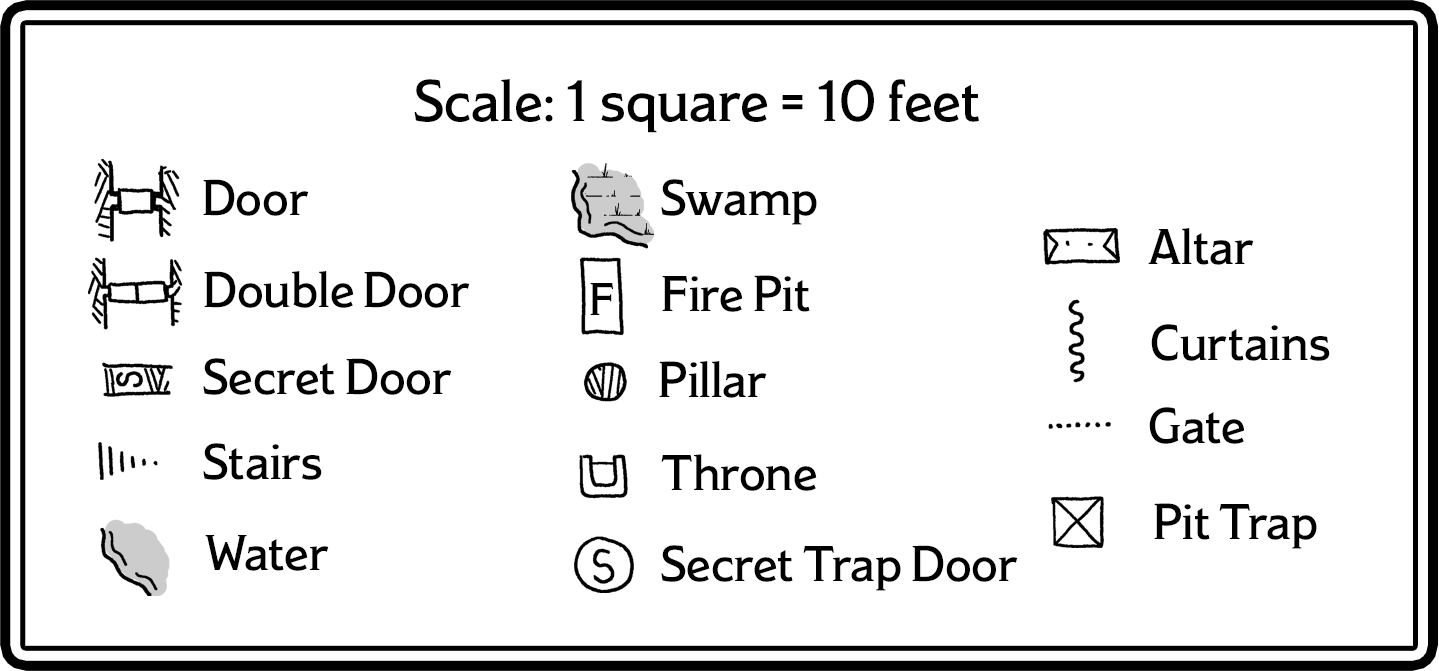 Scale: 1 square = 10 feet
Door
Double Door
S
Secret Door
Stairs
Water
Swamp
F
Fire Pit
Pillar
Throne
S
Secret Trap Door
Altar
Curtains
Gate
Pit Trap